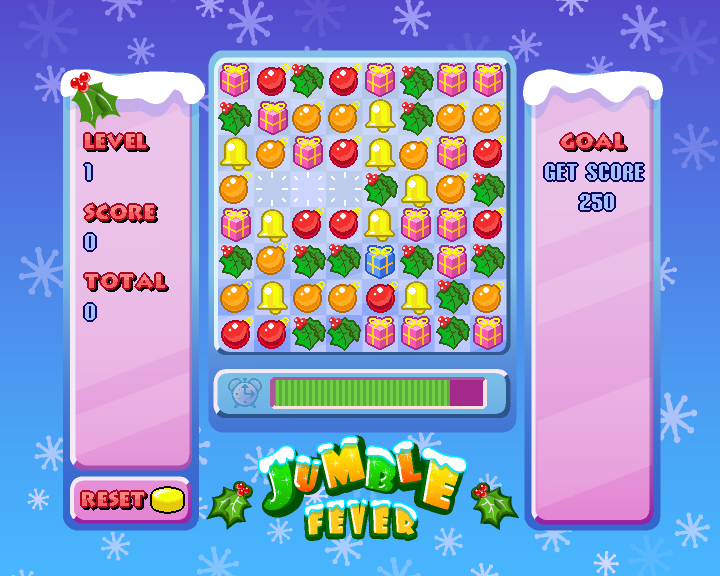 LEVEL
1
SCORE
0
TOTAL
0
RESET
GOAL
GET SCORE
250
JUMBLE
FEVER